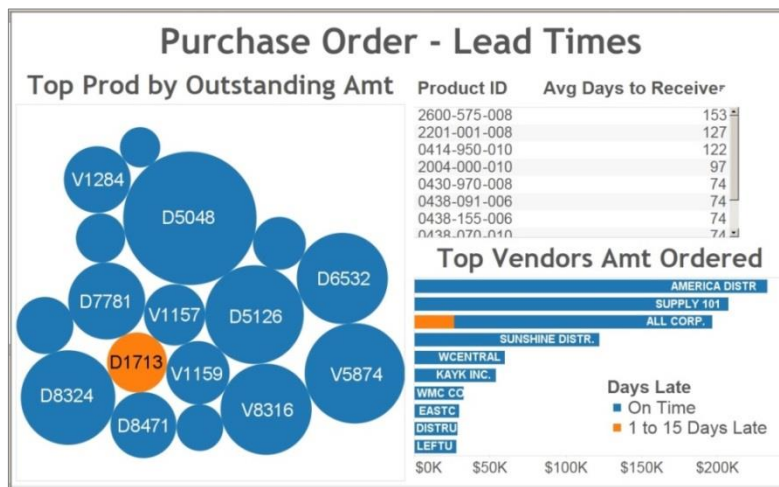 Purchase Order - Lead Times
Top Prod by Outstanding Amt
V1284
D5048
D6532
D7781
V1157
D5126
D1713
V1159
V5874
D8324
V8316
D8471
Product ID Avg Days to Receive
2600-575-008 153
2201-001-008 127
0414-950-010 122
2004-000-010 97
0430-970-008 74
0438-091-006 74
0438-155-006 74
0438-070-010 74
Top Vendors Amt Ordered
AMERICA DISTR
SUPPLY 101
ALL CORP.
SUNSHINE DISTR.
WCENTRAL
KAYK INC.
WMC CO
EASTC
DISTRU
LEFTU
Days Late
On Time
1 to 15 Days Late
$0K $50K $100K $150K $200K